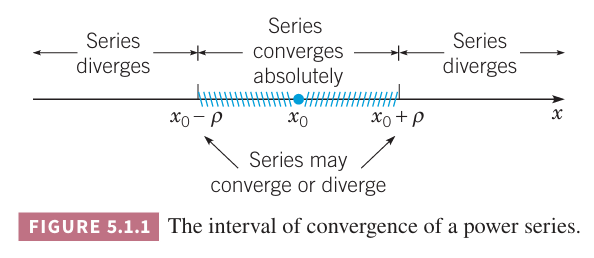 Series
diverges
Series
converges
absolutely
Series
diverges
x₀ − ρ
x₀
x₀ + ρ
x
Series may
converge or diverge
FIGURE 5.1.1 The interval of convergence of a power series.